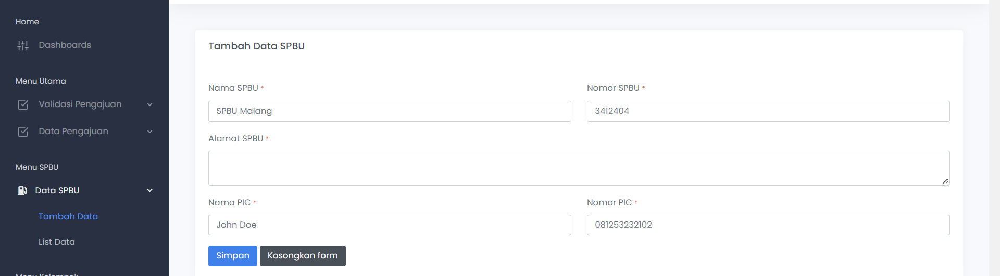 Home
Dashboards
Menu Utama
Validasi Pengajuan
Data Pengajuan
Menu SPBU
Data SPBU
Tambah Data
List Data
Menu Kelompok
Tambah Data SPBU
Nama SPBU *
SPBU Malang
Nomor SPBU *
3412404
Alamat SPBU *
Nama PIC *
John Doe
Nomor PIC *
081253232102
Simpan
Kosongkan form